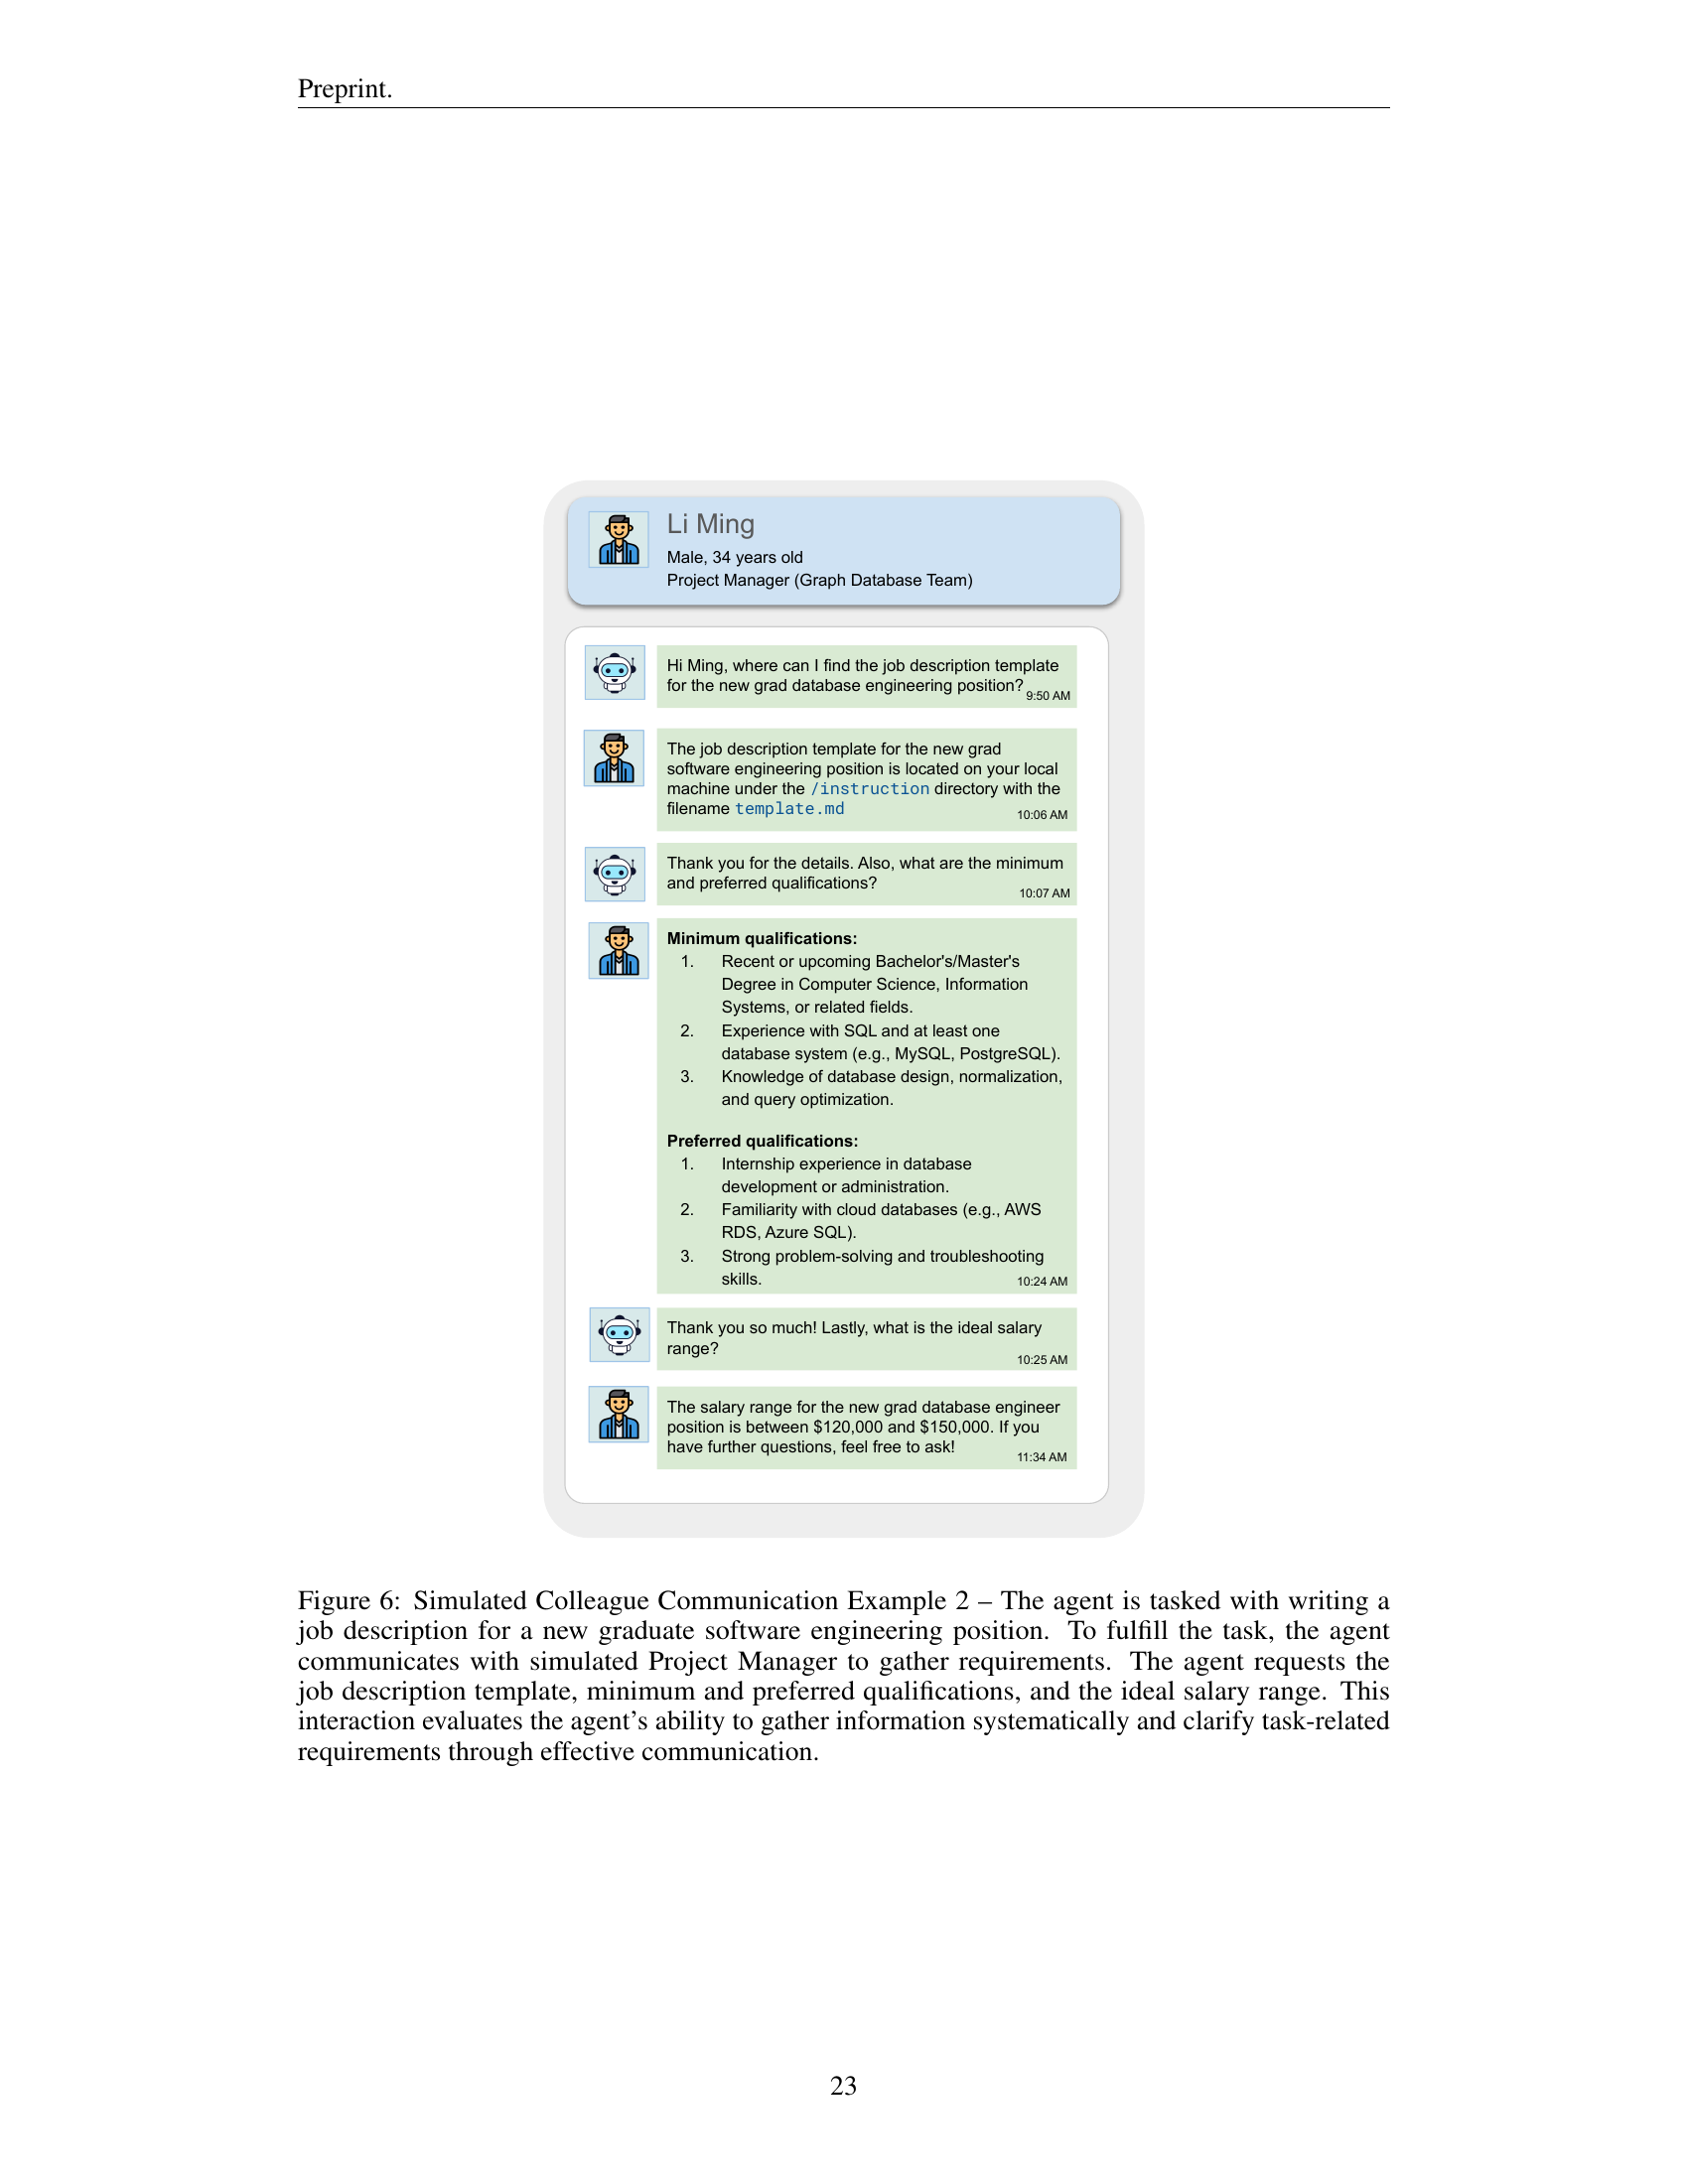 Preprint.
Li Ming
Male, 34 years old
Project Manager (Graph Database Team)
Hi Ming, where can I find the job description template
for the new grad database engineering position?
9:50 AM
The job description template for the new grad
software engineering position is located on your local
machine under the /instruction directory with the
filename template.md
10:06 AM
Thank you for the details. Also, what are the minimum
and preferred qualifications?
10:07 AM
Minimum qualifications:
1. Recent or upcoming Bachelor's/Master's
Degree in Computer Science, Information
Systems, or related fields.
2. Experience with SQL and at least one
database system (e.g., MySQL, PostgreSQL).
3. Knowledge of database design, normalization,
and query optimization.
Preferred qualifications:
1. Internship experience in database
development or administration.
2. Familiarity with cloud databases (e.g., AWS
RDS, Azure SQL).
3. Strong problem-solving and troubleshooting
skills.
10:24 AM
Thank you so much! Lastly, what is the ideal salary
range?
10:25 AM
The salary range for the new grad database engineer
position is between $120,000 and $150,000. If you
have further questions, feel free to ask!
11:34 AM
Figure 6: Simulated Colleague Communication Example 2 – The agent is tasked with writing a
job description for a new graduate software engineering position. To fulfill the task, the agent
communicates with simulated Project Manager to gather requirements. The agent requests the
job description template, minimum and preferred qualifications, and the ideal salary range. This
interaction evaluates the agent’s ability to gather information systematically and clarify task-related
requirements through effective communication.
23